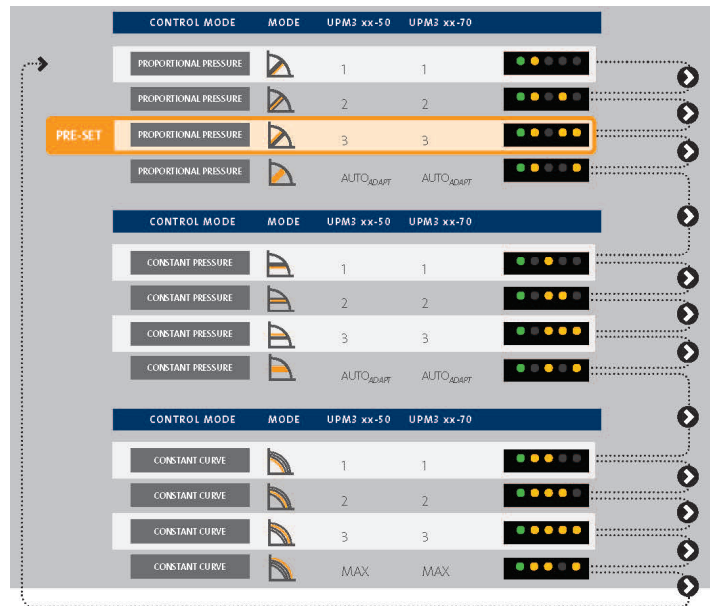 CONTROL MODE MODE UPM3 xx-50 UPM3 xx-70
PROPORTIONAL PRESSURE 1 1
PROPORTIONAL PRESSURE 2 2
PRE-SET PROPORTIONAL PRESSURE 3 3
PROPORTIONAL PRESSURE AUTOADAPT AUTOADAPT
CONTROL MODE MODE UPM3 xx-50 UPM3 xx-70
CONSTANT PRESSURE 1 1
CONSTANT PRESSURE 2 2
CONSTANT PRESSURE 3 3
CONSTANT PRESSURE AUTOADAPT AUTOADAPT
CONTROL MODE MODE UPM3 xx-50 UPM3 xx-70
CONSTANT CURVE 1 1
CONSTANT CURVE 2 2
CONSTANT CURVE 3 3
CONSTANT CURVE MAX MAX